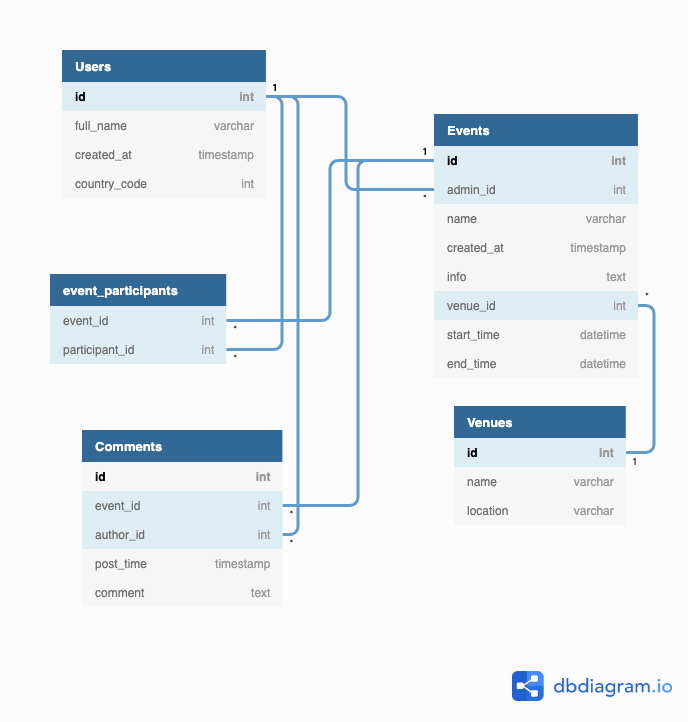 Users
1
id int
full_name varchar
created_at timestamp
country_code int
Events
1
id int
admin_id int
*
name varchar
created_at timestamp
info text
venue_id int
*
start_time datetime
end_time datetime
event_participants
event_id int
*
participant_id int
*
Venues
id int
1
name varchar
location varchar
Comments
id int
event_id int
*
author_id int
*
post_time timestamp
comment text
dbdiagram.io